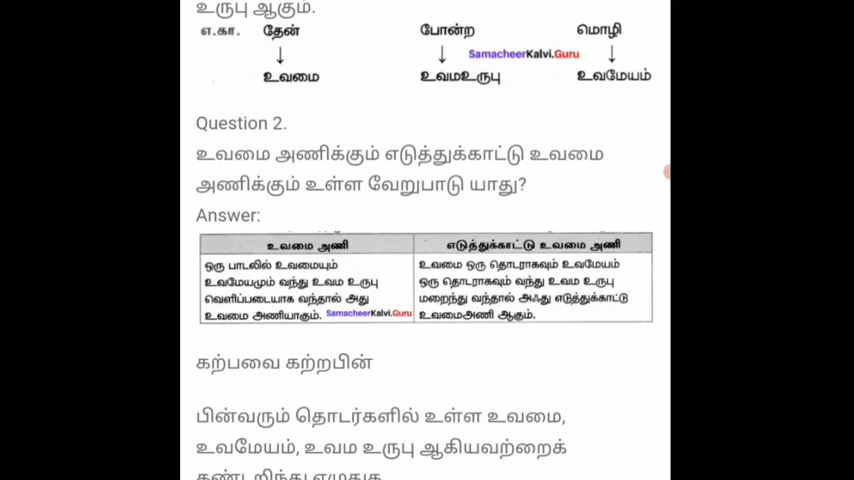 உருபு ஆகும்.
எ.கா. தேன் போன்ற மொழி
SamacheerKalvi.Guru
உவமை உவமஉருபு உவமேயம்
Question 2.
உவமை அணிக்கும் எடுத்துக்காட்டு உவமை
அணிக்கும் உள்ள வேறுபாடு யாது?
Answer:
உவமை அணி
ஒரு பாடலில் உவமையும்
உவமேயமும் வந்து உவம உருபு
வெளிப்படையாக வந்தால் அது
உவமை அணியாகும். SamacheerKalvi.Guru
எடுத்துக்காட்டு உவமை அணி
உவமை ஒரு தொடராகவும் உவமேயம்
ஒரு தொடராகவும் வந்து உவம உருபு
மறைந்து வந்தால் அஃது எடுத்துக்காட்டு
உவமைஅணி ஆகும்.
கற்பவை கற்றபின்
பின்வரும் தொடர்களில் உள்ள உவமை,
உவமேயம், உவம உருபு ஆகியவற்றைக்
கண்டறிந்து எழுதுக